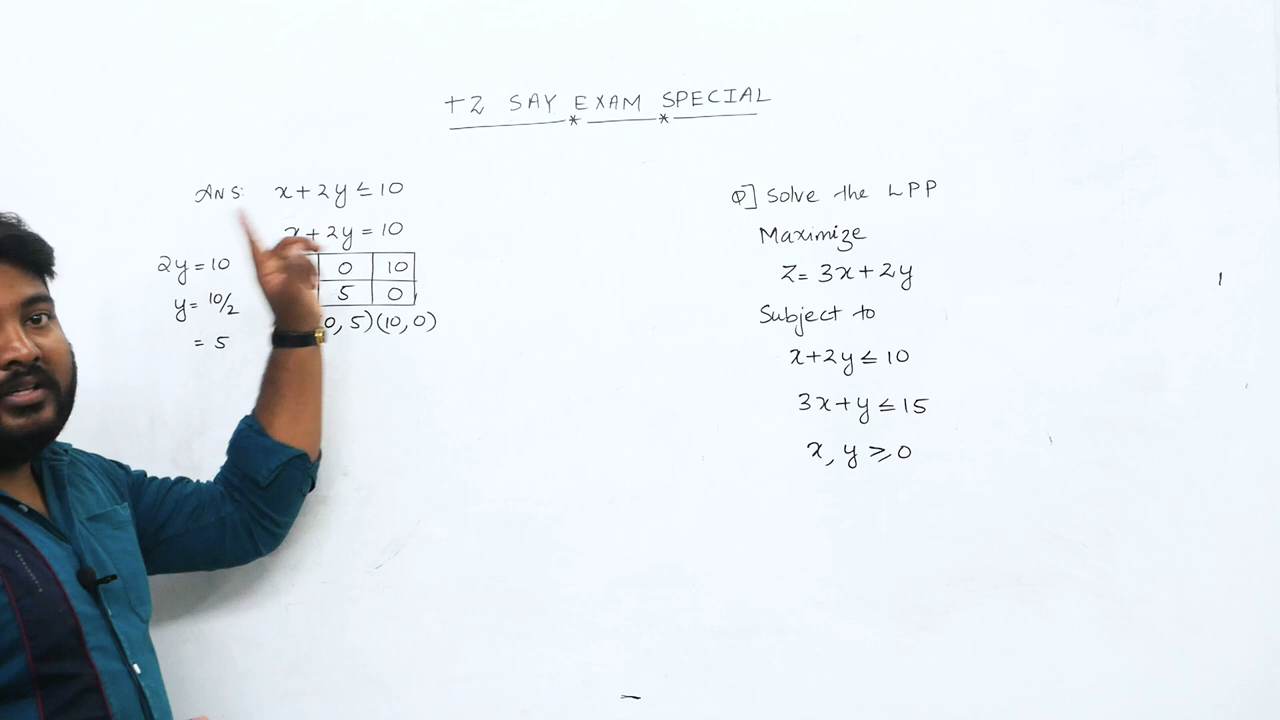 +2 SAY EXAM SPECIAL
ANS: x + 2y ≤ 10
x + 2y = 10
2y = 10
y = 10/2
= 5
0 10
5 0
0, 5) (10, 0)
Q] Solve the LPP
Maximize
Z = 3x + 2y
Subject to
x + 2y ≤ 10
3x + y ≤ 15
x, y ≥ 0